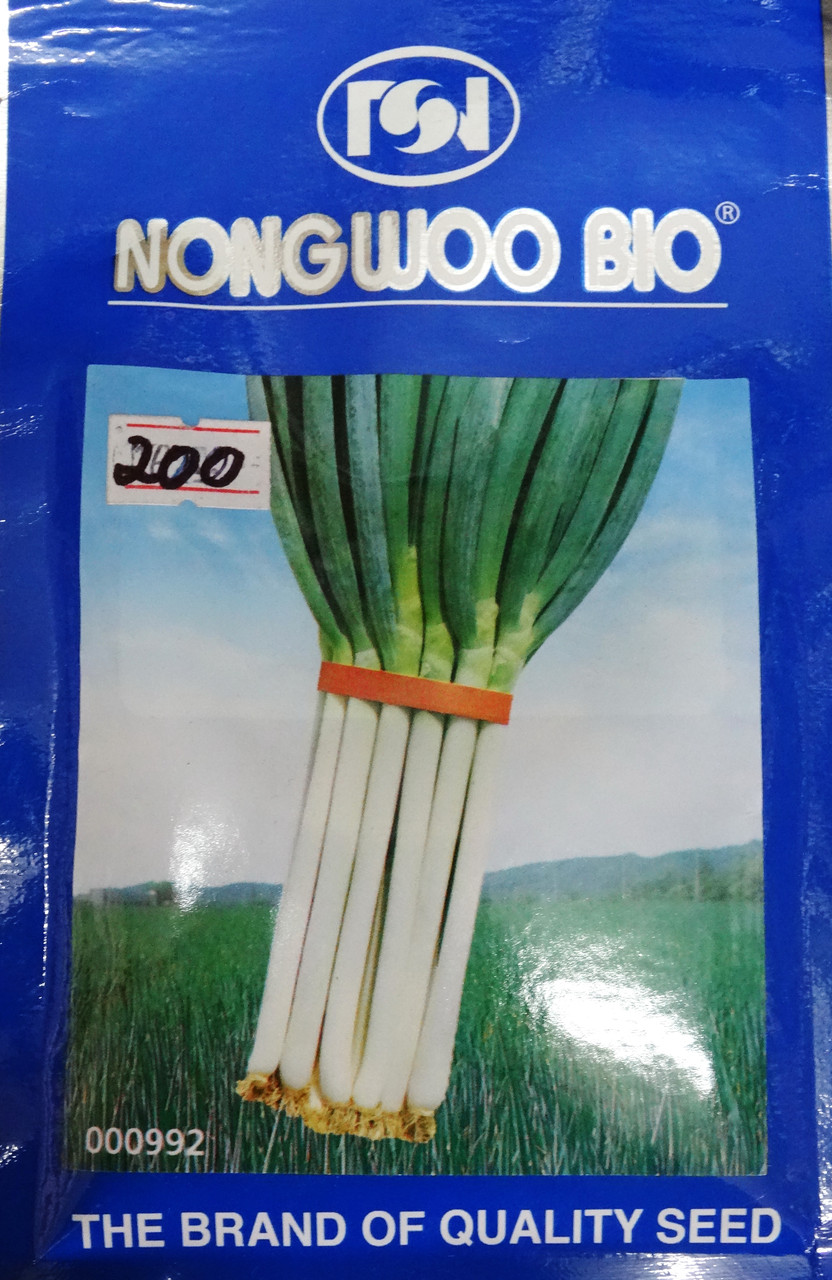 NONGWOO BIO®
200
000992
THE BRAND OF QUALITY SEED